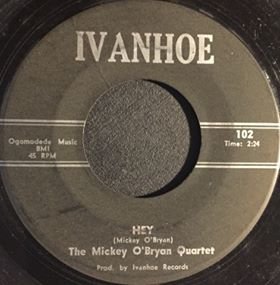 IVANHOE
Ogomodede Music
BMI
45 RPM
102
Time: 2:24
HEY
(Mickey O'Bryan)
The Mickey O'Bryan Quartet
Prod. by Ivanhoe Records